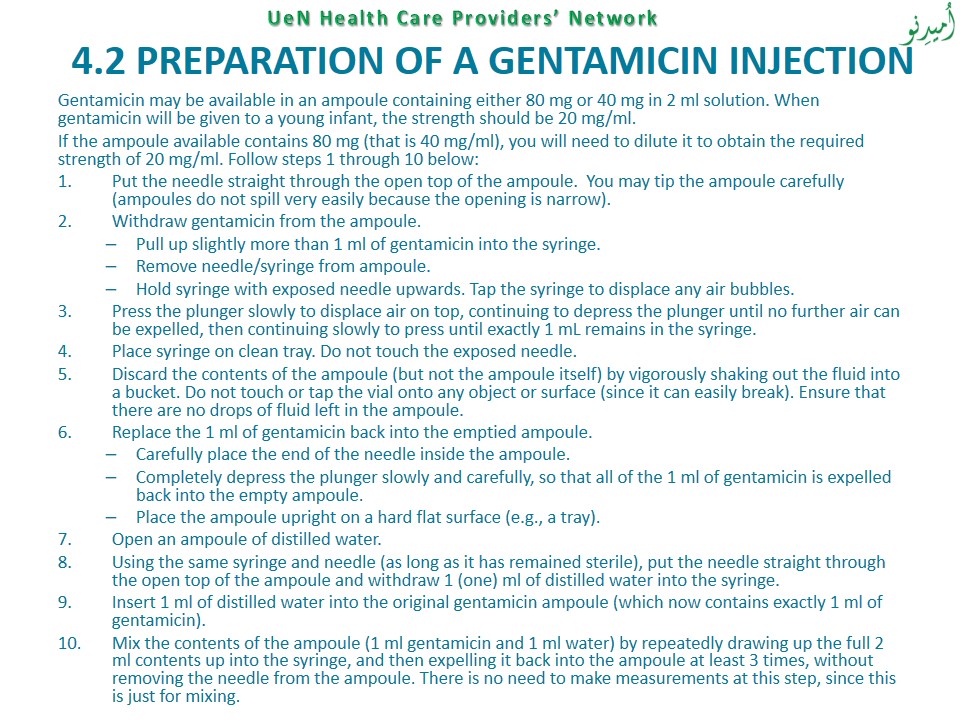 UeN Health Care Providers’ Network
اُمیدِنو
4.2 PREPARATION OF A GENTAMICIN INJECTION
Gentamicin may be available in an ampoule containing either 80 mg or 40 mg in 2 ml solution. When
gentamicin will be given to a young infant, the strength should be 20 mg/ml.
If the ampoule available contains 80 mg (that is 40 mg/ml), you will need to dilute it to obtain the required
strength of 20 mg/ml. Follow steps 1 through 10 below:
1. Put the needle straight through the open top of the ampoule. You may tip the ampoule carefully
(ampoules do not spill very easily because the opening is narrow).
2. Withdraw gentamicin from the ampoule.
– Pull up slightly more than 1 ml of gentamicin into the syringe.
– Remove needle/syringe from ampoule.
– Hold syringe with exposed needle upwards. Tap the syringe to displace any air bubbles.
3. Press the plunger slowly to displace air on top, continuing to depress the plunger until no further air can
be expelled, then continuing slowly to press until exactly 1 mL remains in the syringe.
4. Place syringe on clean tray. Do not touch the exposed needle.
5. Discard the contents of the ampoule (but not the ampoule itself) by vigorously shaking out the fluid into
a bucket. Do not touch or tap the vial onto any object or surface (since it can easily break). Ensure that
there are no drops of fluid left in the ampoule.
6. Replace the 1 ml of gentamicin back into the emptied ampoule.
– Carefully place the end of the needle inside the ampoule.
– Completely depress the plunger slowly and carefully, so that all of the 1 ml of gentamicin is expelled
back into the empty ampoule.
– Place the ampoule upright on a hard flat surface (e.g., a tray).
7. Open an ampoule of distilled water.
8. Using the same syringe and needle (as long as it has remained sterile), put the needle straight through
the open top of the ampoule and withdraw 1 (one) ml of distilled water into the syringe.
9. Insert 1 ml of distilled water into the original gentamicin ampoule (which now contains exactly 1 ml of
gentamicin).
10. Mix the contents of the ampoule (1 ml gentamicin and 1 ml water) by repeatedly drawing up the full 2
ml contents up into the syringe, and then expelling it back into the ampoule at least 3 times, without
removing the needle from the ampoule. There is no need to make measurements at this step, since this
is just for mixing.